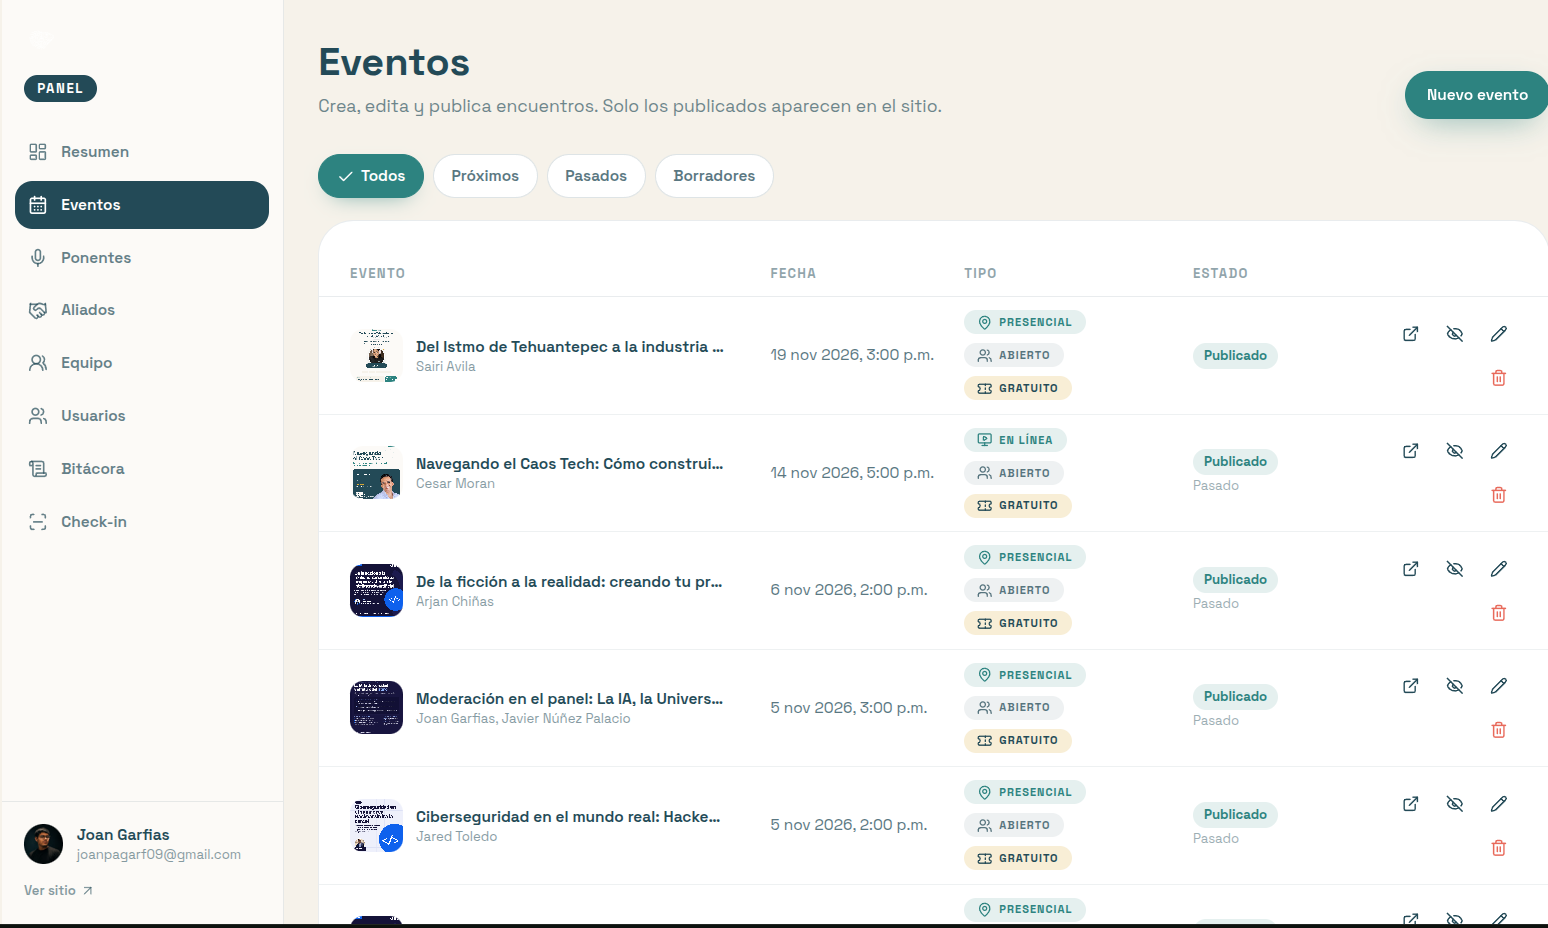 PANEL
Resumen
Eventos
Ponentes
Aliados
Equipo
Usuarios
Bitácora
Check-in
Joan Garfias
joanpagarf09@gmail.com
Ver sitio
Eventos
Crea, edita y publica encuentros. Solo los publicados aparecen en el sitio.
Nuevo evento
Todos
Próximos
Pasados
Borradores
EVENTO
FECHA
TIPO
ESTADO
Del Istmo de Tehuantepec a la industria ...
Sairi Avila
19 nov 2026, 3:00 p.m.
PRESENCIAL
ABIERTO
GRATUITO
Publicado
Navegando el Caos Tech: Cómo construi...
Cesar Moran
14 nov 2026, 5:00 p.m.
EN LÍNEA
ABIERTO
GRATUITO
Publicado
Pasado
De la ficción a la realidad: creando tu pr...
Arjan Chiñas
6 nov 2026, 2:00 p.m.
PRESENCIAL
ABIERTO
GRATUITO
Publicado
Pasado
Moderación en el panel: La IA, la Univers...
Joan Garfias, Javier Núñez Palacio
5 nov 2026, 3:00 p.m.
PRESENCIAL
ABIERTO
GRATUITO
Publicado
Pasado
Ciberseguridad en el mundo real: Hacke...
Jared Toledo
5 nov 2026, 2:00 p.m.
PRESENCIAL
ABIERTO
GRATUITO
Publicado
Pasado
PRESENCIAL